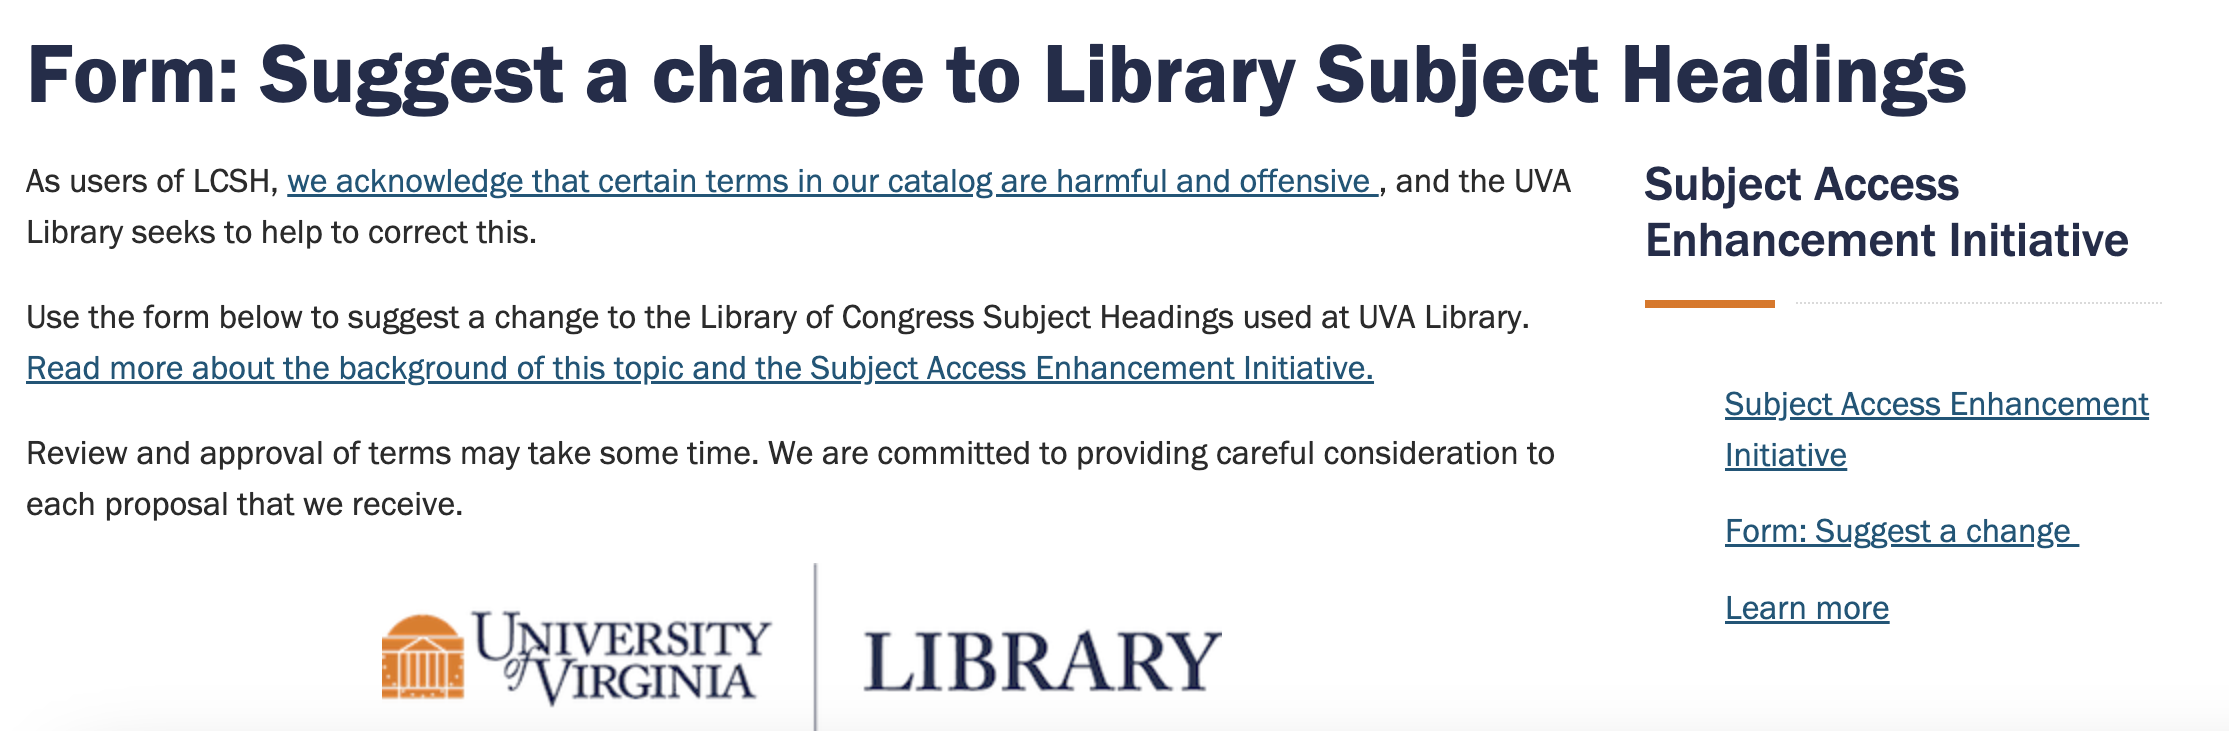 Form: Suggest a change to Library Subject Headings
As users of LCSH, we acknowledge that certain terms in our catalog are harmful and offensive , and the UVA
Library seeks to help to correct this.
Use the form below to suggest a change to the Library of Congress Subject Headings used at UVA Library.
Read more about the background of this topic and the Subject Access Enhancement Initiative.
Review and approval of terms may take some time. We are committed to providing careful consideration to
each proposal that we receive.
UNIVERSITY
of VIRGINIA
LIBRARY
Subject Access
Enhancement Initiative
Subject Access Enhancement
Initiative
Form: Suggest a change
Learn more